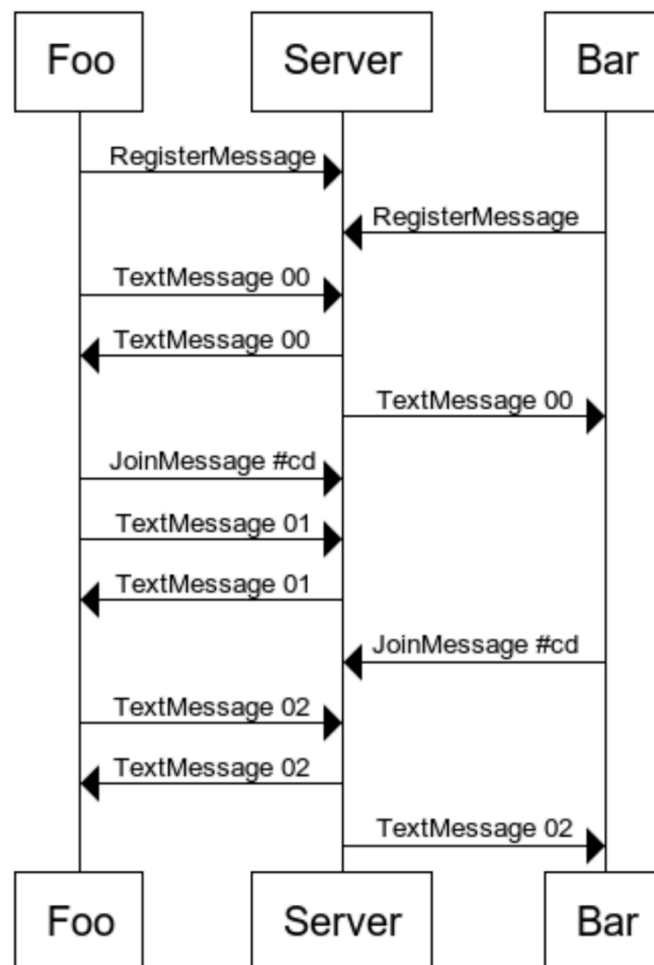 Foo Server Bar
RegisterMessage
RegisterMessage
TextMessage 00
TextMessage 00
TextMessage 00
JoinMessage #cd
TextMessage 01
TextMessage 01
JoinMessage #cd
TextMessage 02
TextMessage 02
TextMessage 02
Foo Server Bar